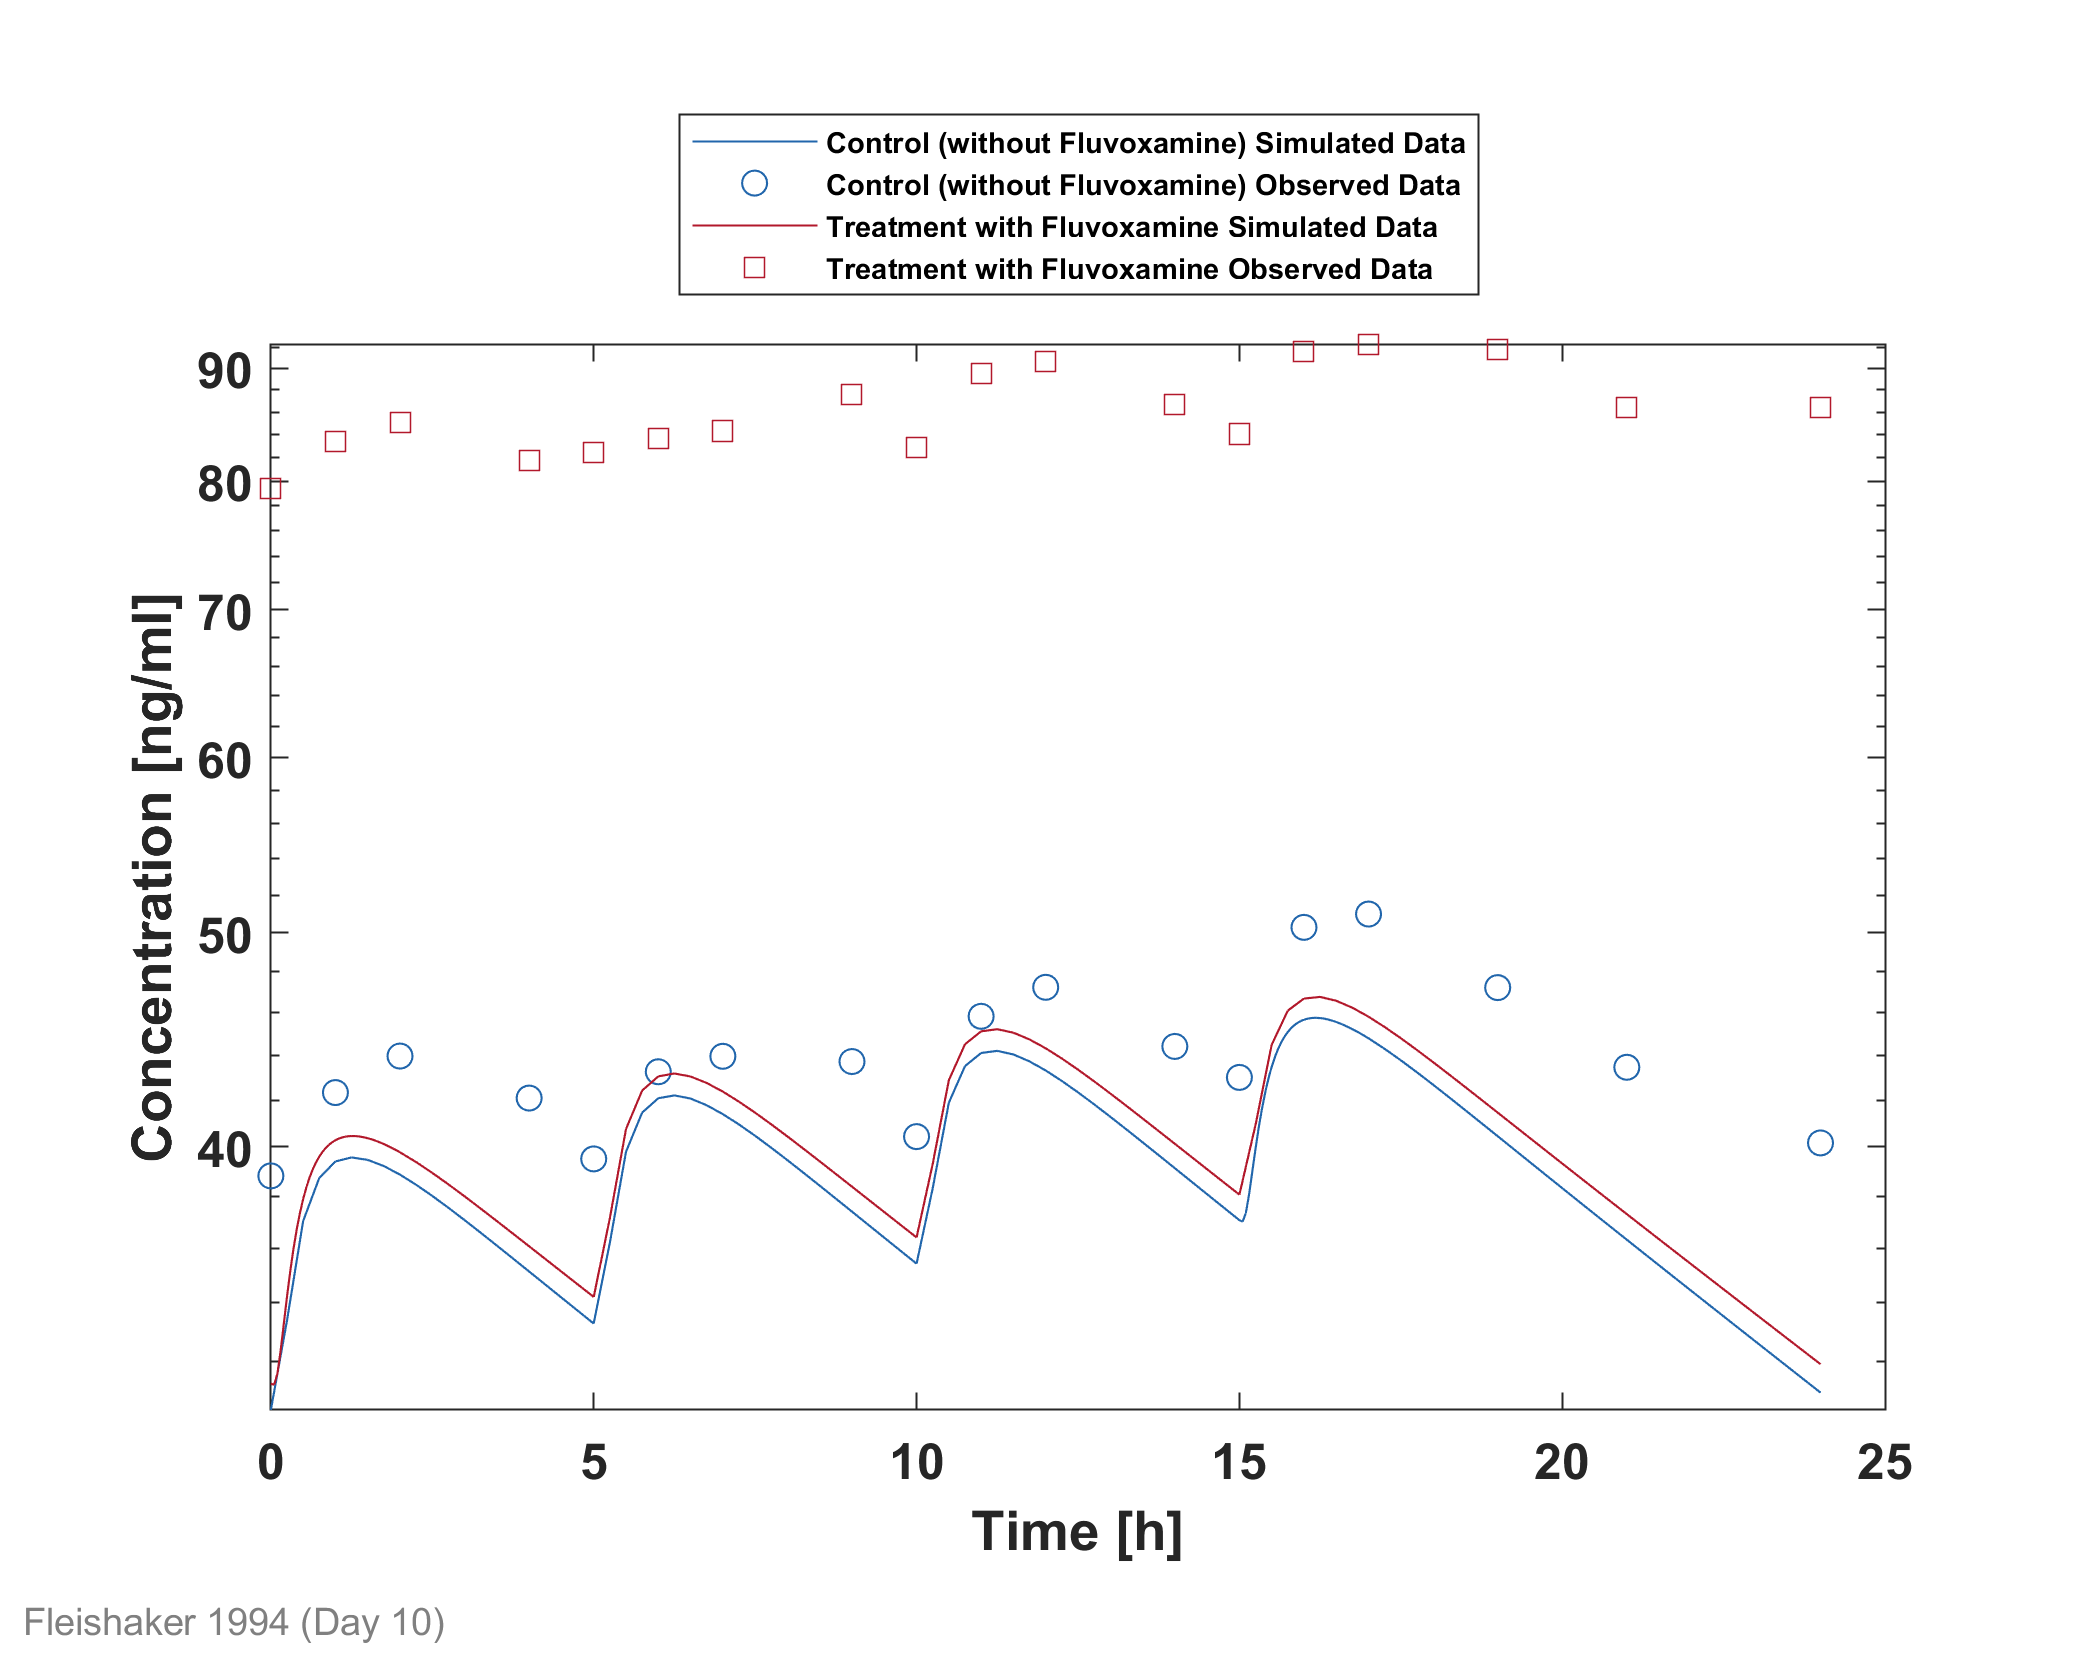 Control (without Fluvoxamine) Simulated Data
Control (without Fluvoxamine) Observed Data
Treatment with Fluvoxamine Simulated Data
Treatment with Fluvoxamine Observed Data
90
80
70
60
50
40
Concentration [ng/ml]
0 5 10 15 20 25
Time [h]
Fleishaker 1994 (Day 10)